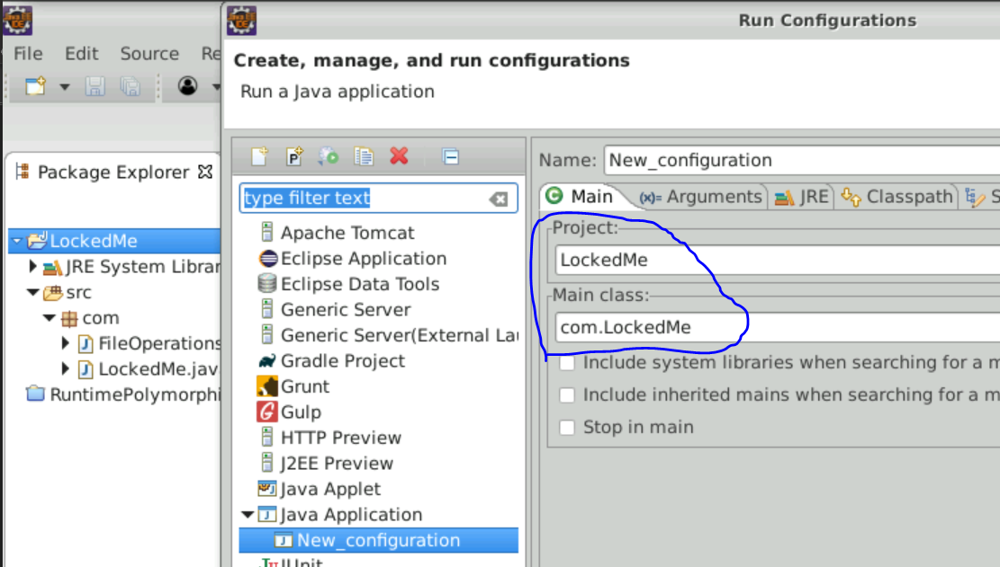 Run Configurations
File Edit Source Re
Create, manage, and run configurations
Run a Java application
Package Explorer
LockedMe
JRE System Librar
src
com
FileOperations
LockedMe.jav
RuntimePolymorphi
type filter text
Apache Tomcat
Eclipse Application
Eclipse Data Tools
Generic Server
Generic Server(External Lau
Gradle Project
Grunt
Gulp
HTTP Preview
J2EE Preview
Java Applet
Java Application
New_configuration
JUnit
Name: New_configuration
Main (x)= Arguments JRE Classpath S
Project:
LockedMe
Main class:
com.LockedMe
Include system libraries when searching for a m
Include inherited mains when searching for a m
Stop in main